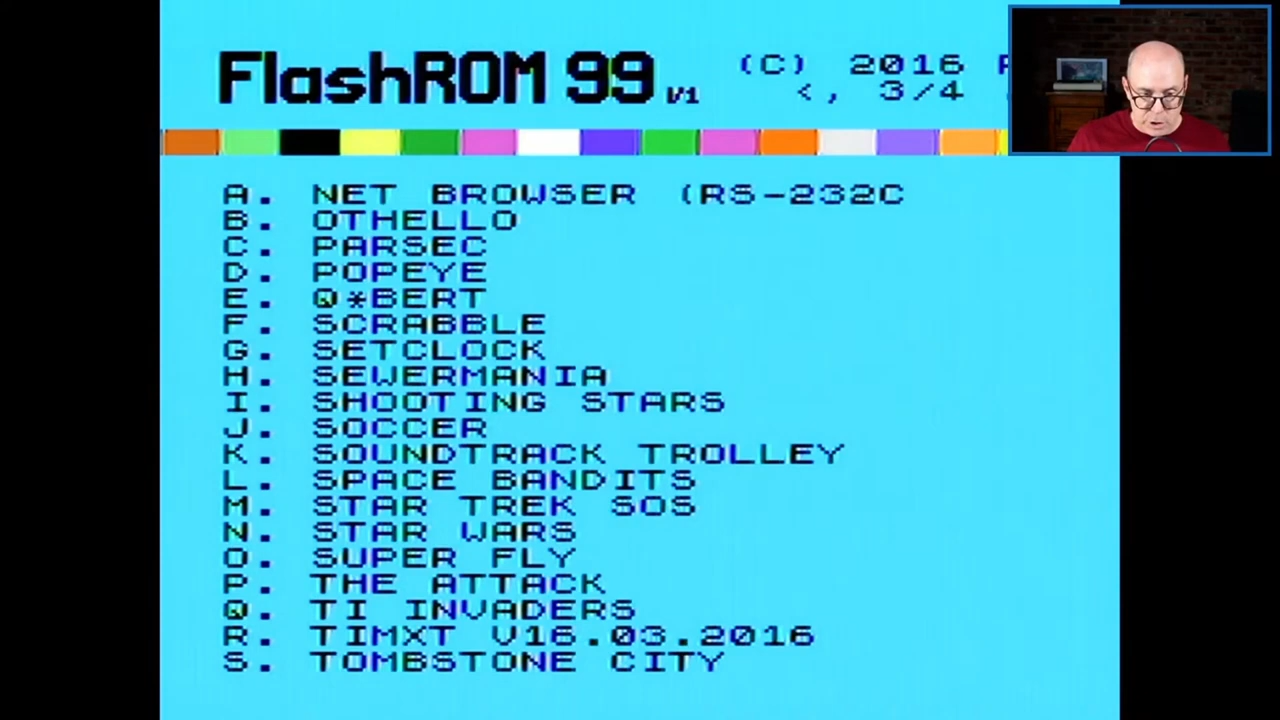 FlashROM 99 V1
(C) 2016
<, 3/4
A. NET BROWSER (RS-232C
B. OTHELLO
C. PARSEC
D. POPEYE
E. Q*BERT
F. SCRABBLE
G. SETCLOCK
H. SEWERMANIA
I. SHOOTING STARS
J. SOCCER
K. SOUNDTRACK TROLLEY
L. SPACE BANDITS
M. STAR TREK SOS
N. STAR WARS
O. SUPER FLY
P. THE ATTACK
Q. TI INVADERS
R. TIMXT V16.03.2016
S. TOMBSTONE CITY